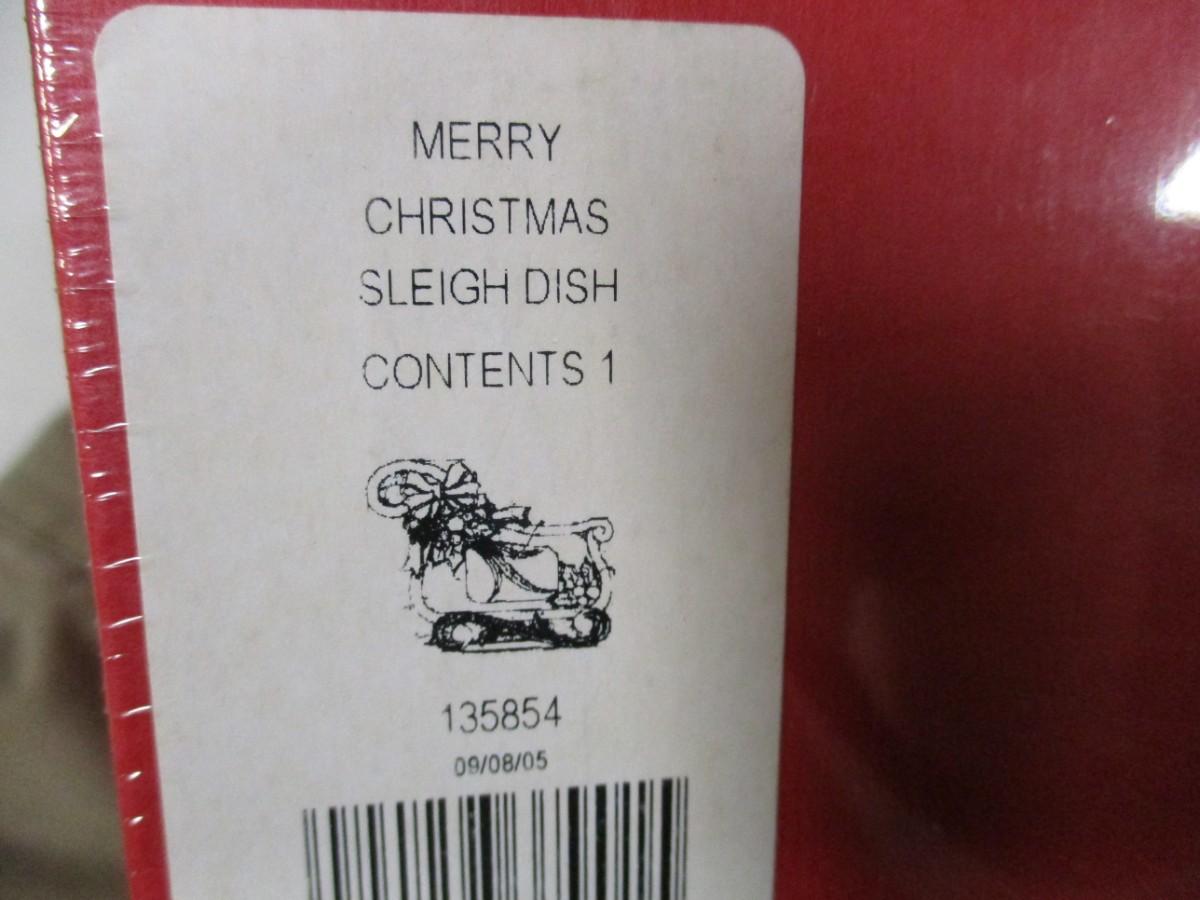 MERRY
CHRISTMAS
SLEIGH DISH
CONTENTS 1
135854
09/08/05